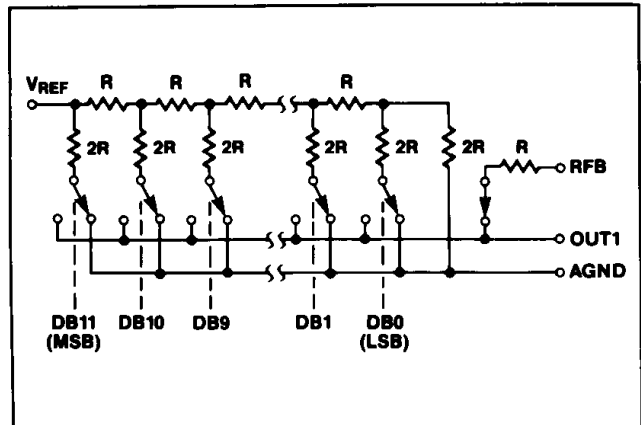 R R R R
VREF
2R 2R 2R 2R 2R 2R
R
RFB
OUT1
AGND
DB11 DB10 DB9 DB1 DB0
(MSB) (LSB)